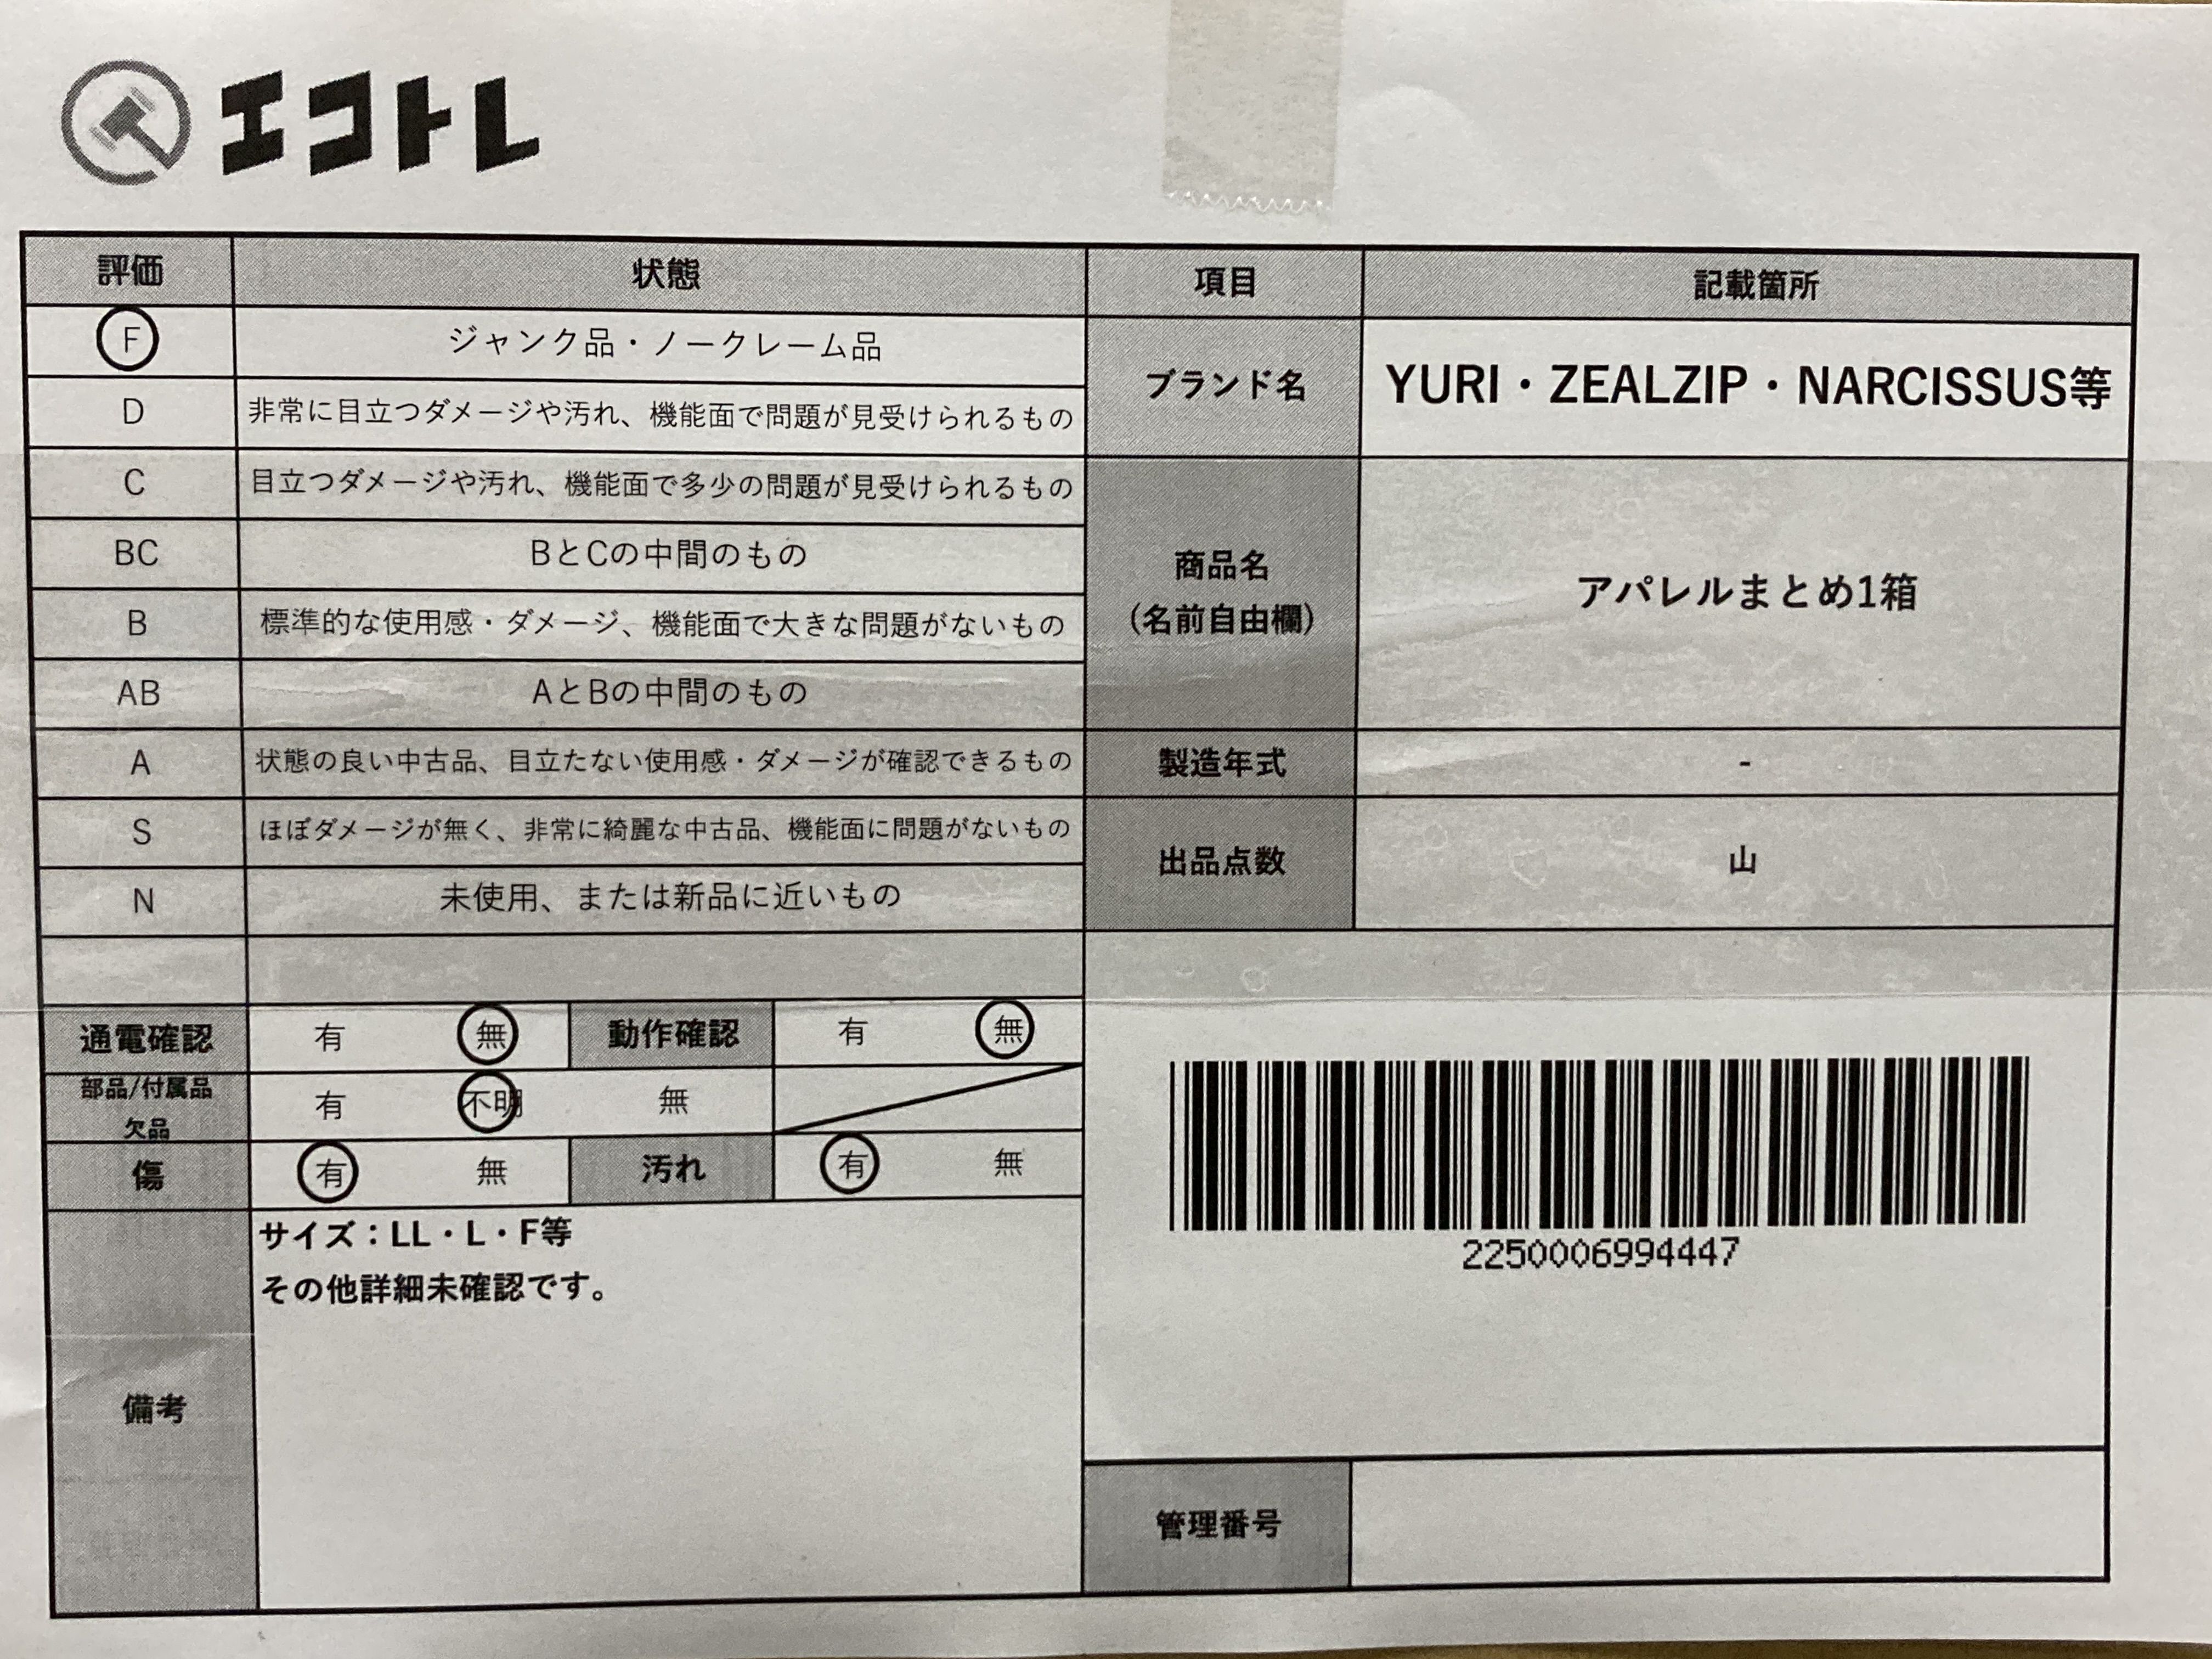 エコトレ
評価 状態 項目 記載箇所
F ジャンク品・ノークレーム品
D 非常に目立つダメージや汚れ、機能面で問題が見受けられるもの
ブランド名 YURI・ZEALZIP・NARCISSUS等
C 目立つダメージや汚れ、機能面で多少の問題が見受けられるもの
BC BとCの中間のもの
B 標準的な使用感・ダメージ、機能面で大きな問題がないもの
商品名
(名前自由欄)
アパレルまとめ1箱
AB AとBの中間のもの
A 状態の良い中古品、目立たない使用感・ダメージが確認できるもの
製造年式 -
S ほぼダメージが無く、非常に綺麗な中古品、機能面に問題がないもの
出品点数 山
N 未使用、または新品に近いもの
通電確認 有 無 動作確認 有 無
部品/付属品
欠品
有 不明 無
傷 有 無 汚れ 有 無
備考
サイズ：LL・L・F等
その他詳細未確認です。
2250006994447
管理番号